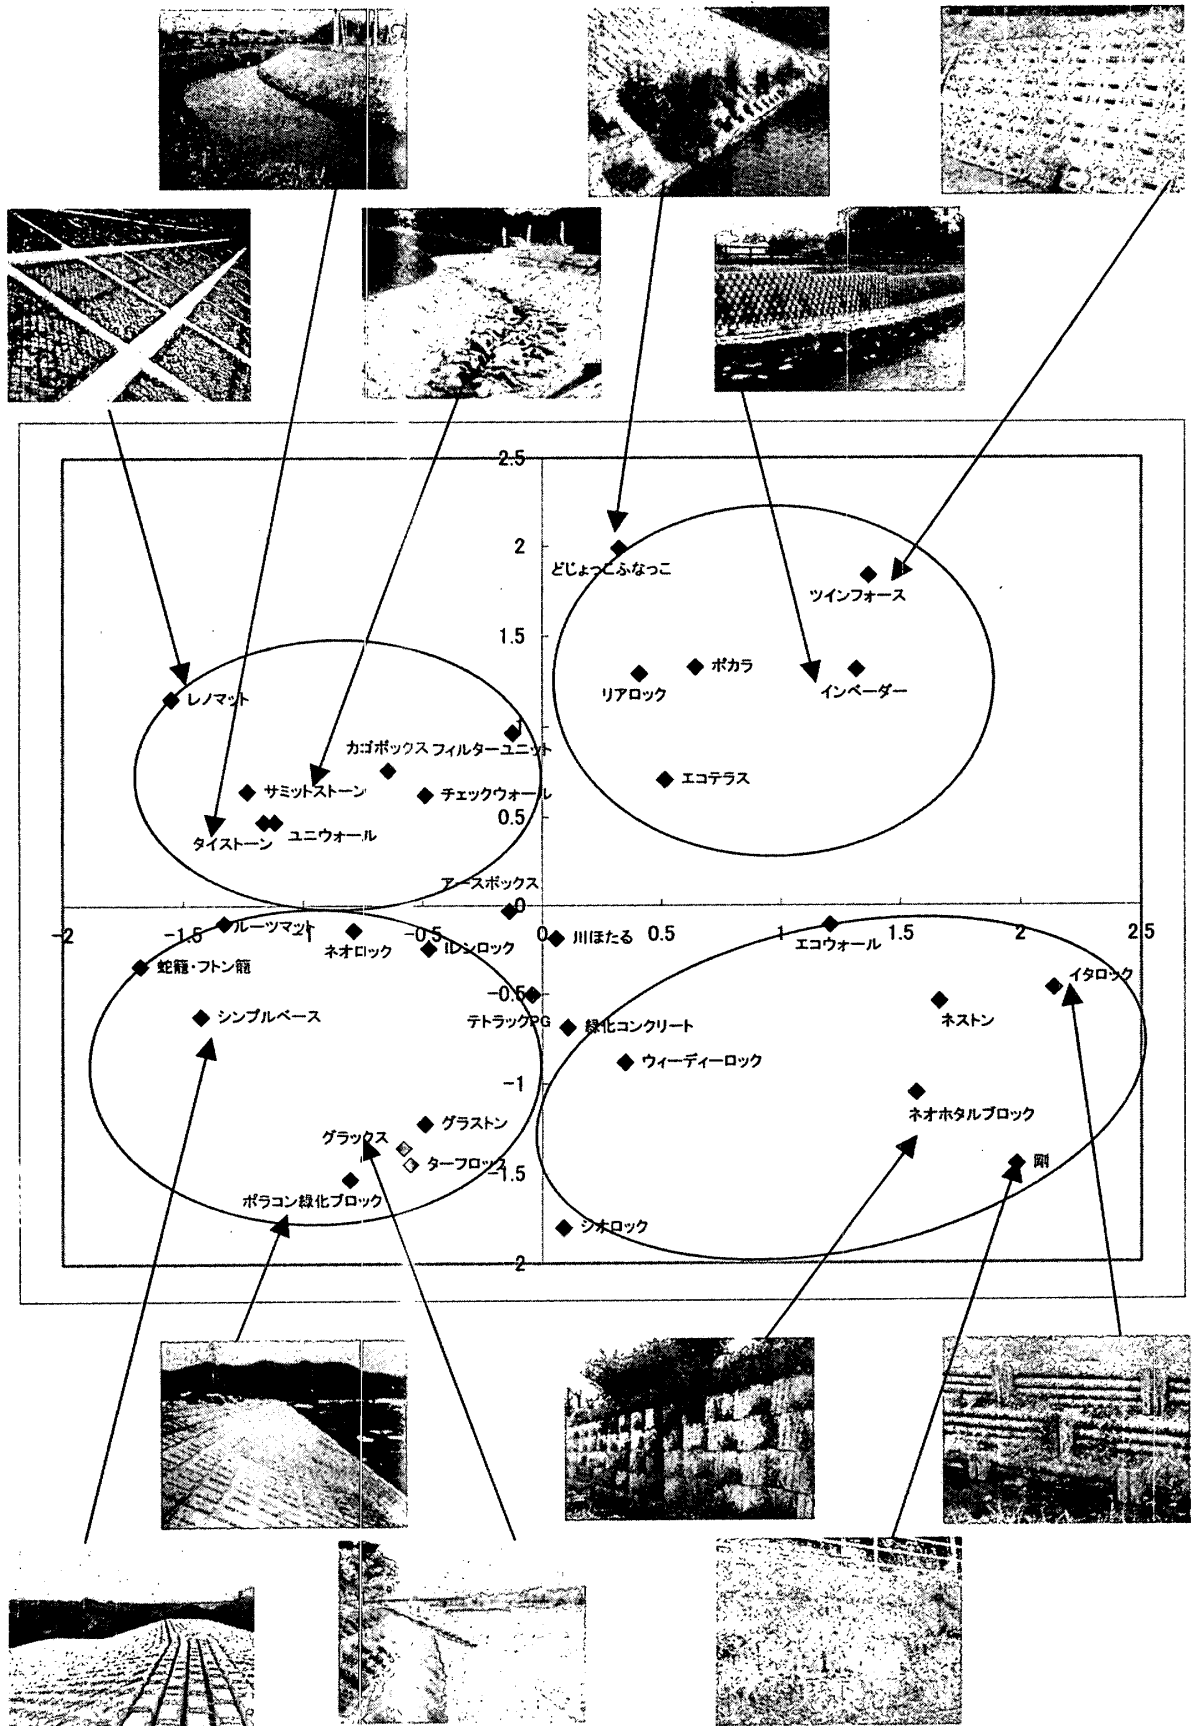 2.5
2
どじょっこふなっこ
ツインフォース
1.5
ポカラ
リアロック
インベーダー
レノマット
1
カゴボックス フィルターユニット
エコテラス
サミットストーン
チェックウォール
0.5
ユニウォール
タイストーン
アースボックス
0
-2
-1.5
-1
-0.5
0
0.5
1
1.5
2
2.5
ルーツマット
ネオロック
川ほたる
エコウォール
蛇籠・フトン籠
イタロック
-0.5
シンプルベース
テトラックPG
緑化コンクリート
ネストン
ウィーディーロック
-1
ネオホタルブロック
グラストン
グラックス
ターフロック
剛
-1.5
ポラコン緑化ブロック
シオロック
2